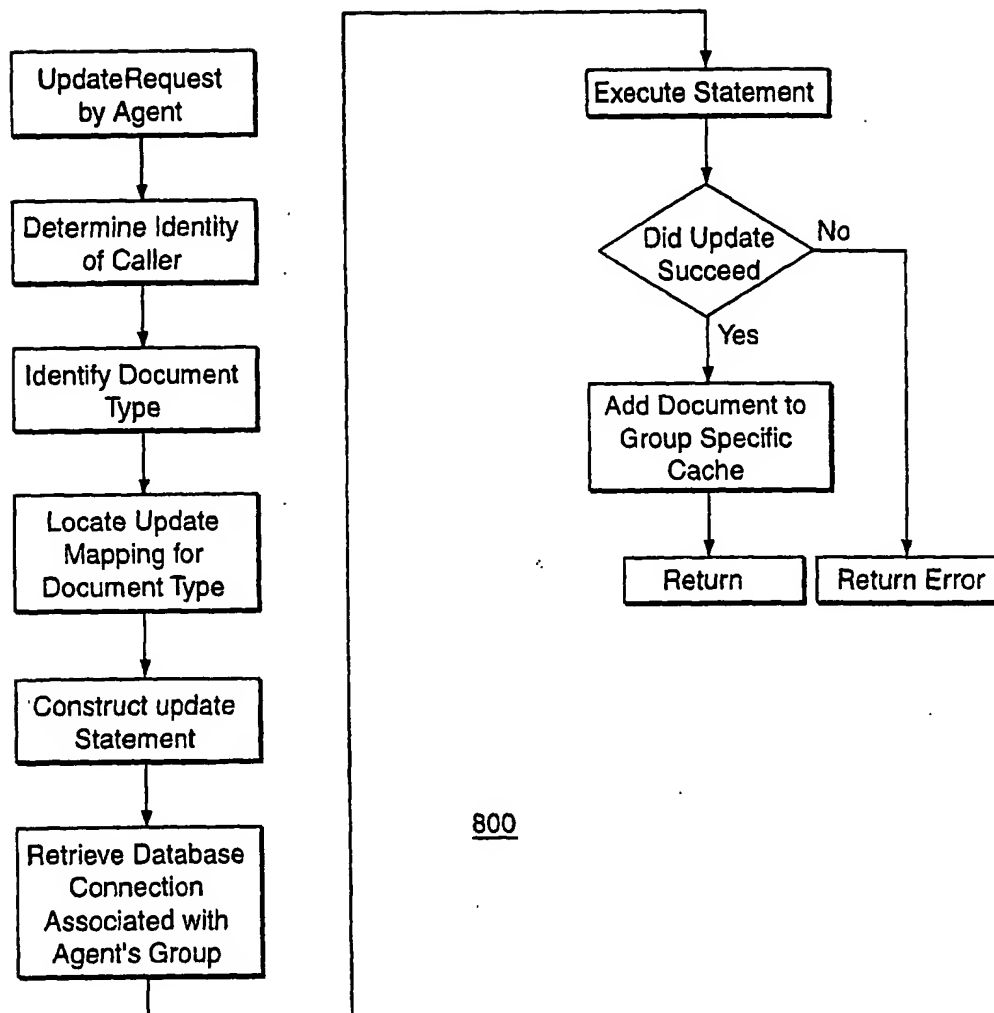 UpdateRequest
by Agent
Determine Identity
of Caller
Identify Document
Type
Locate Update
Mapping for
Document Type
Construct update
Statement
Retrieve Database
Connection
Associated with
Agent's Group
Execute Statement
Did Update
Succeed
No
Yes
Add Document to
Group Specific
Cache
Return
Return Error
800